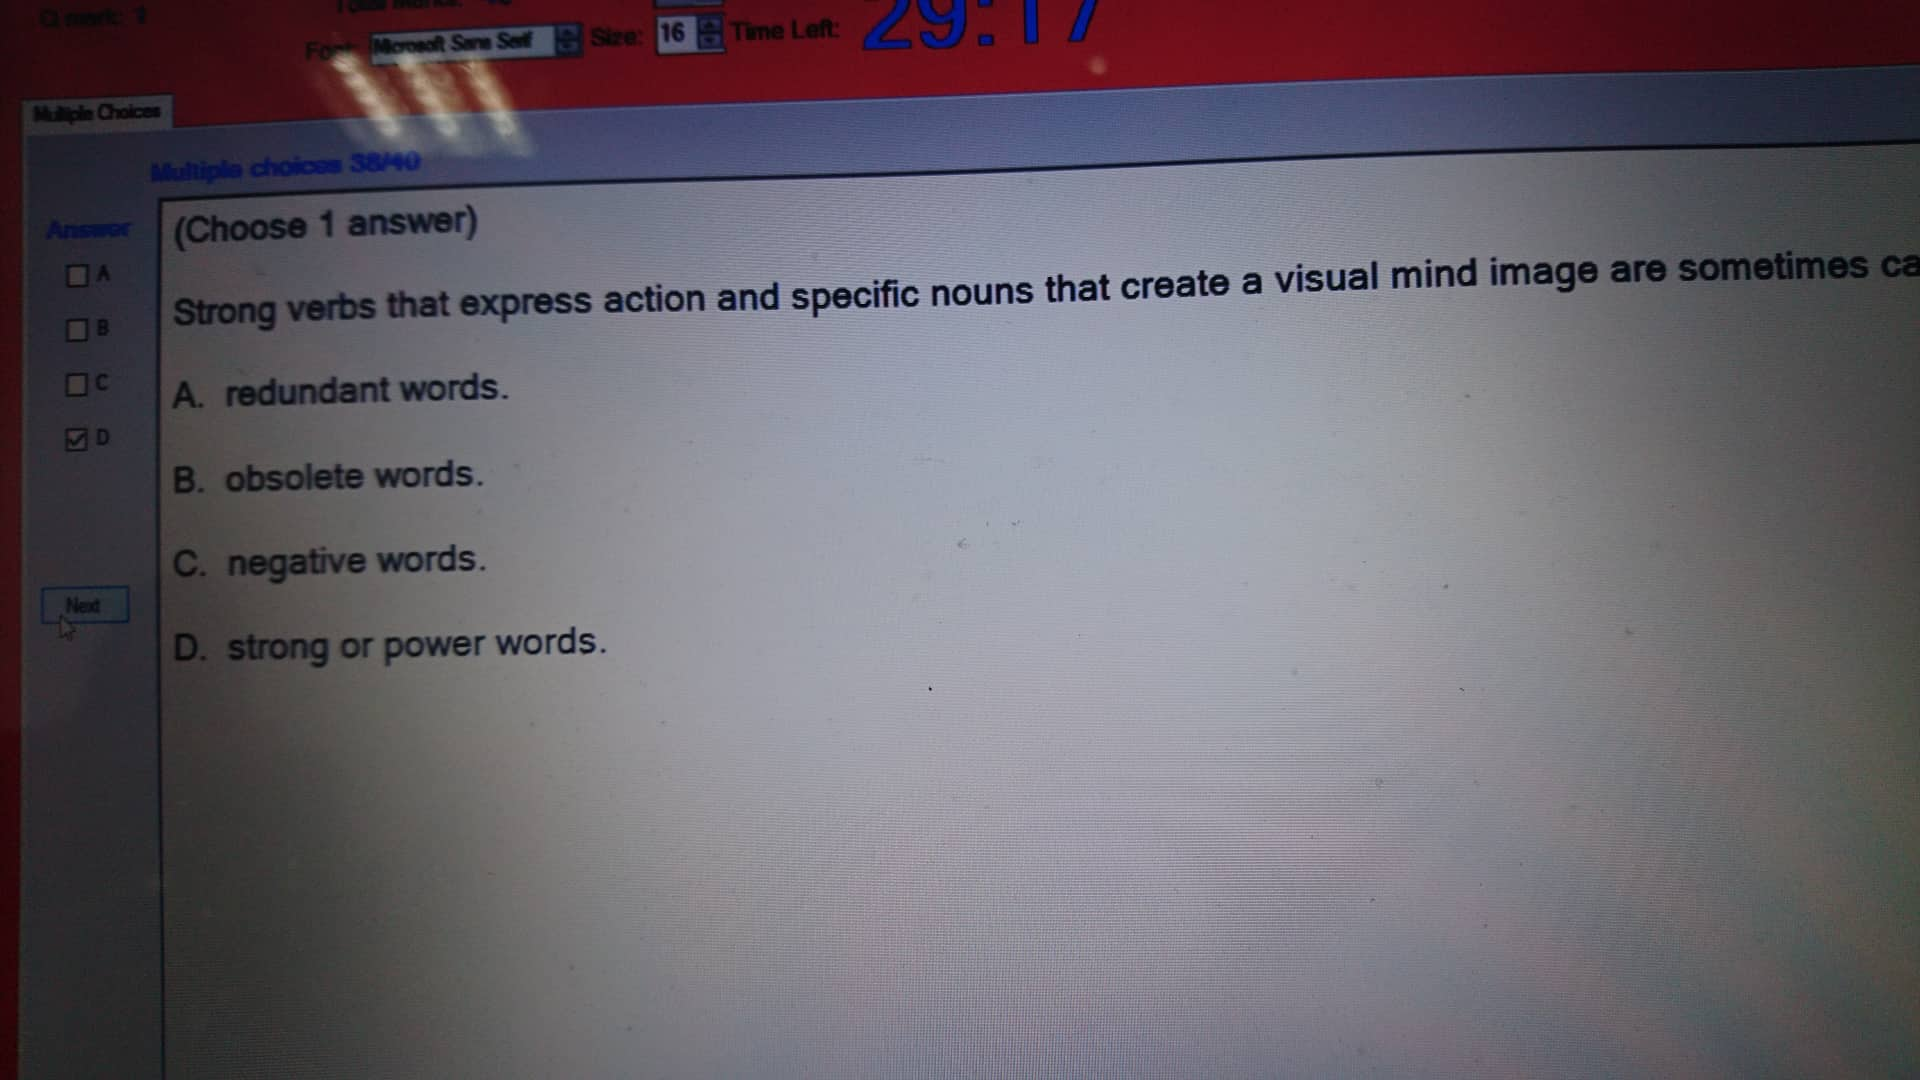 Q mark: 1
Font: Microsoft Sans Serif Size: 16 Time Left: 29:17
Multiple Choices
Multiple choices 38/40
Answer
(Choose 1 answer)
A
Strong verbs that express action and specific nouns that create a visual mind image are sometimes ca
B
C
A. redundant words.
D
B. obsolete words.
C. negative words.
Next
D. strong or power words.